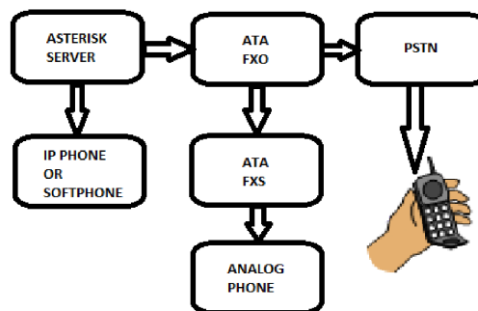 ASTERISK
SERVER
ATA
FXO
PSTN
IP PHONE
OR
SOFTPHONE
ATA
FXS
ANALOG
PHONE